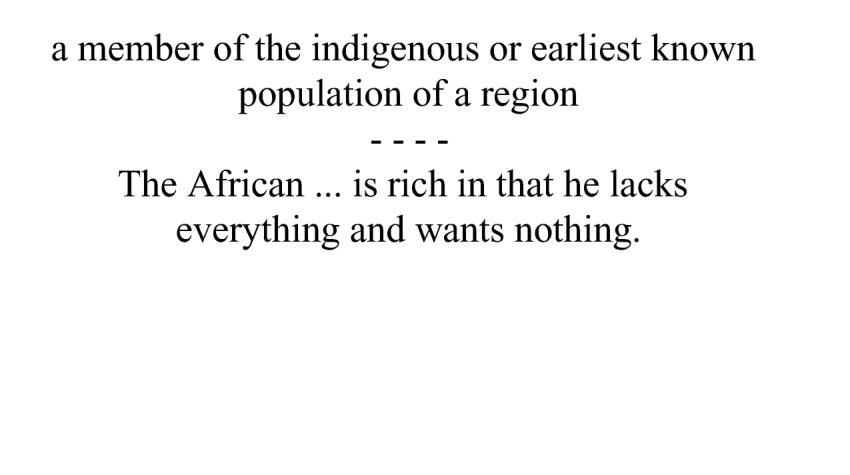 a member of the indigenous or earliest known
population of a region
- - - -
The African ... is rich in that he lacks
everything and wants nothing.